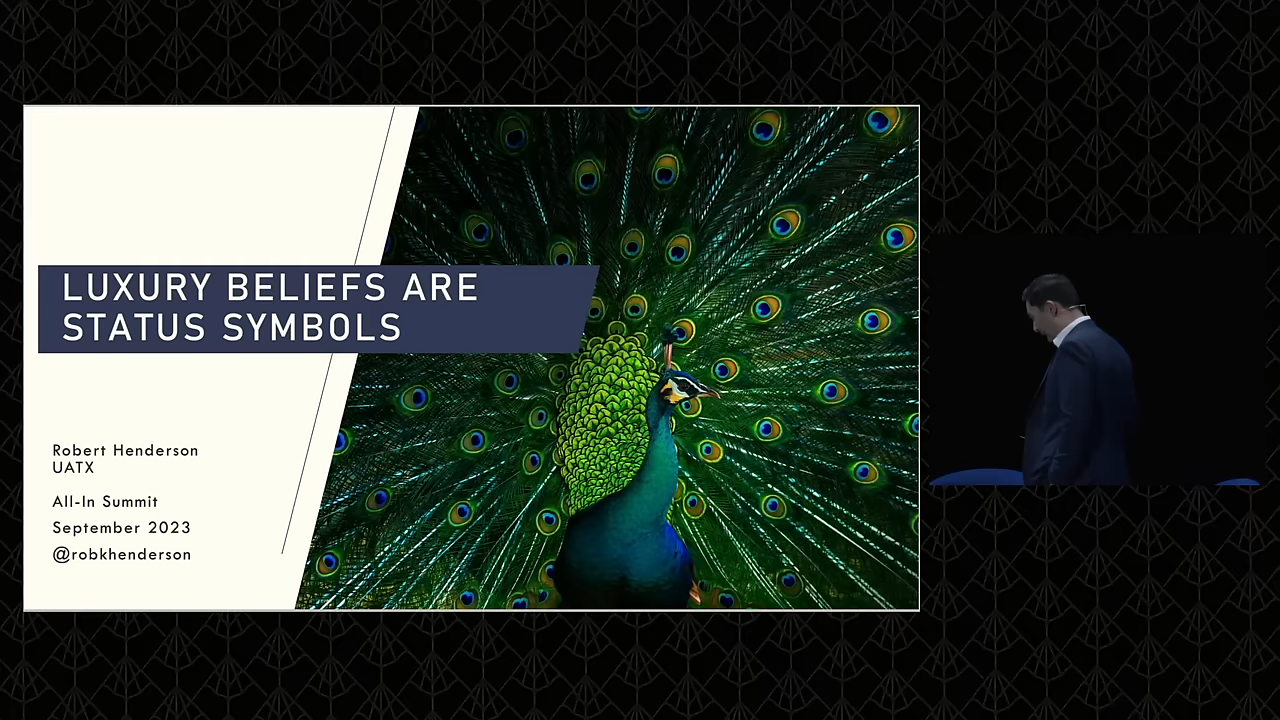 LUXURY BELIEFS ARE
STATUS SYMBOLS
Robert Henderson
UATX
All-In Summit
September 2023
@robkhenderson